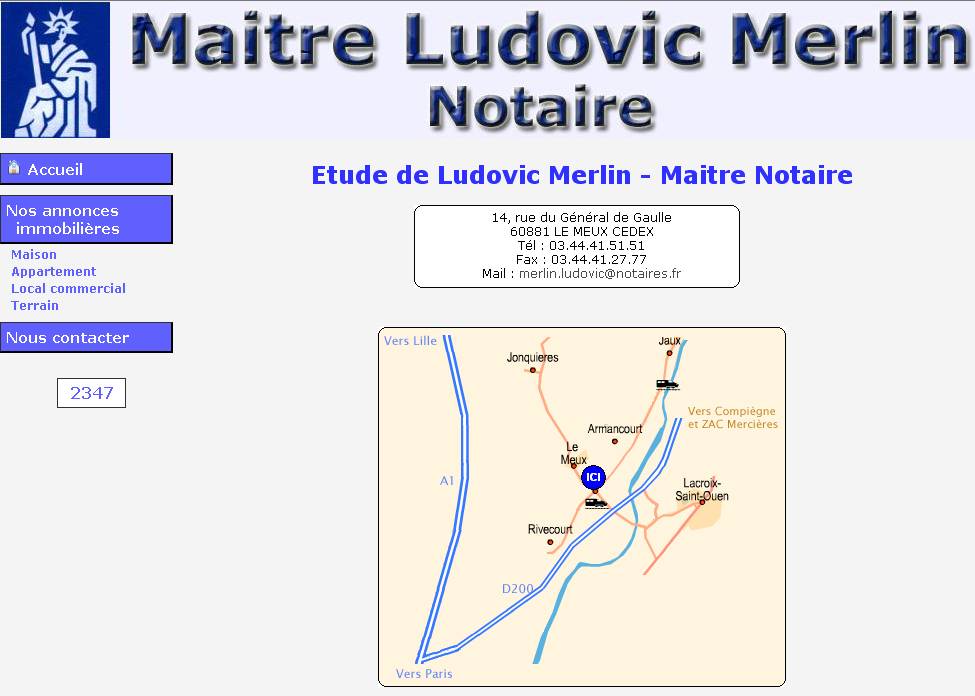 Maitre Ludovic Merlin
Notaire
Accueil
Nos annonces
immobilières
Maison
Appartement
Local commercial
Terrain
Nous contacter
2347
Etude de Ludovic Merlin - Maitre Notaire
14, rue du Général de Gaulle
60881 LE MEUX CEDEX
Tél : 03.44.41.51.51
Fax : 03.44.41.27.77
Mail : merlin.ludovic@notaires.fr
Vers Lille
Jaux
Jonquieres
Vers Compiègne
et ZAC Mercières
Armancourt
Le
Meux
ICI
A1
Lacroix-
Saint-Ouen
Rivecourt
D200
Vers Paris